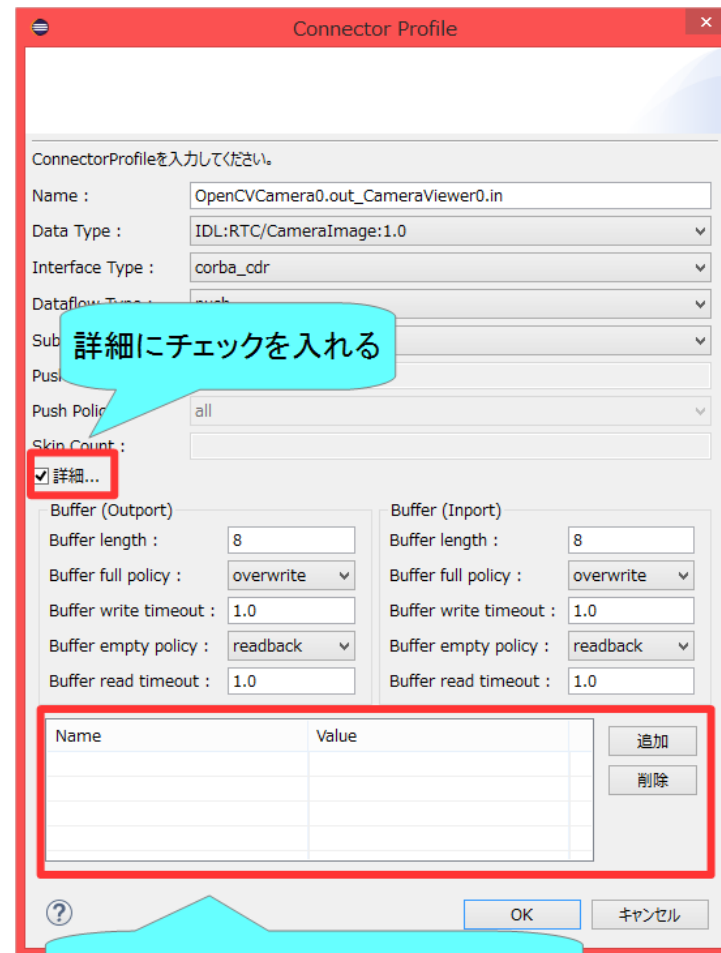 Connector Profile
ConnectorProfileを入力してください。
Name : OpenCVCamera0.out_CameraViewer0.in
Data Type : IDL:RTC/CameraImage:1.0
Interface Type : corba_cdr
Dataflow Type : push
詳細にチェックを入れる
Push Policy all
Skip Count :
詳細...
Buffer (Outport) Buffer (Inport)
Buffer length : 8 Buffer length : 8
Buffer full policy : overwrite Buffer full policy : overwrite
Buffer write timeout : 1.0 Buffer write timeout : 1.0
Buffer empty policy : readback Buffer empty policy : readback
Buffer read timeout : 1.0 Buffer read timeout : 1.0
Name Value 追加
削除
? OK キャンセル